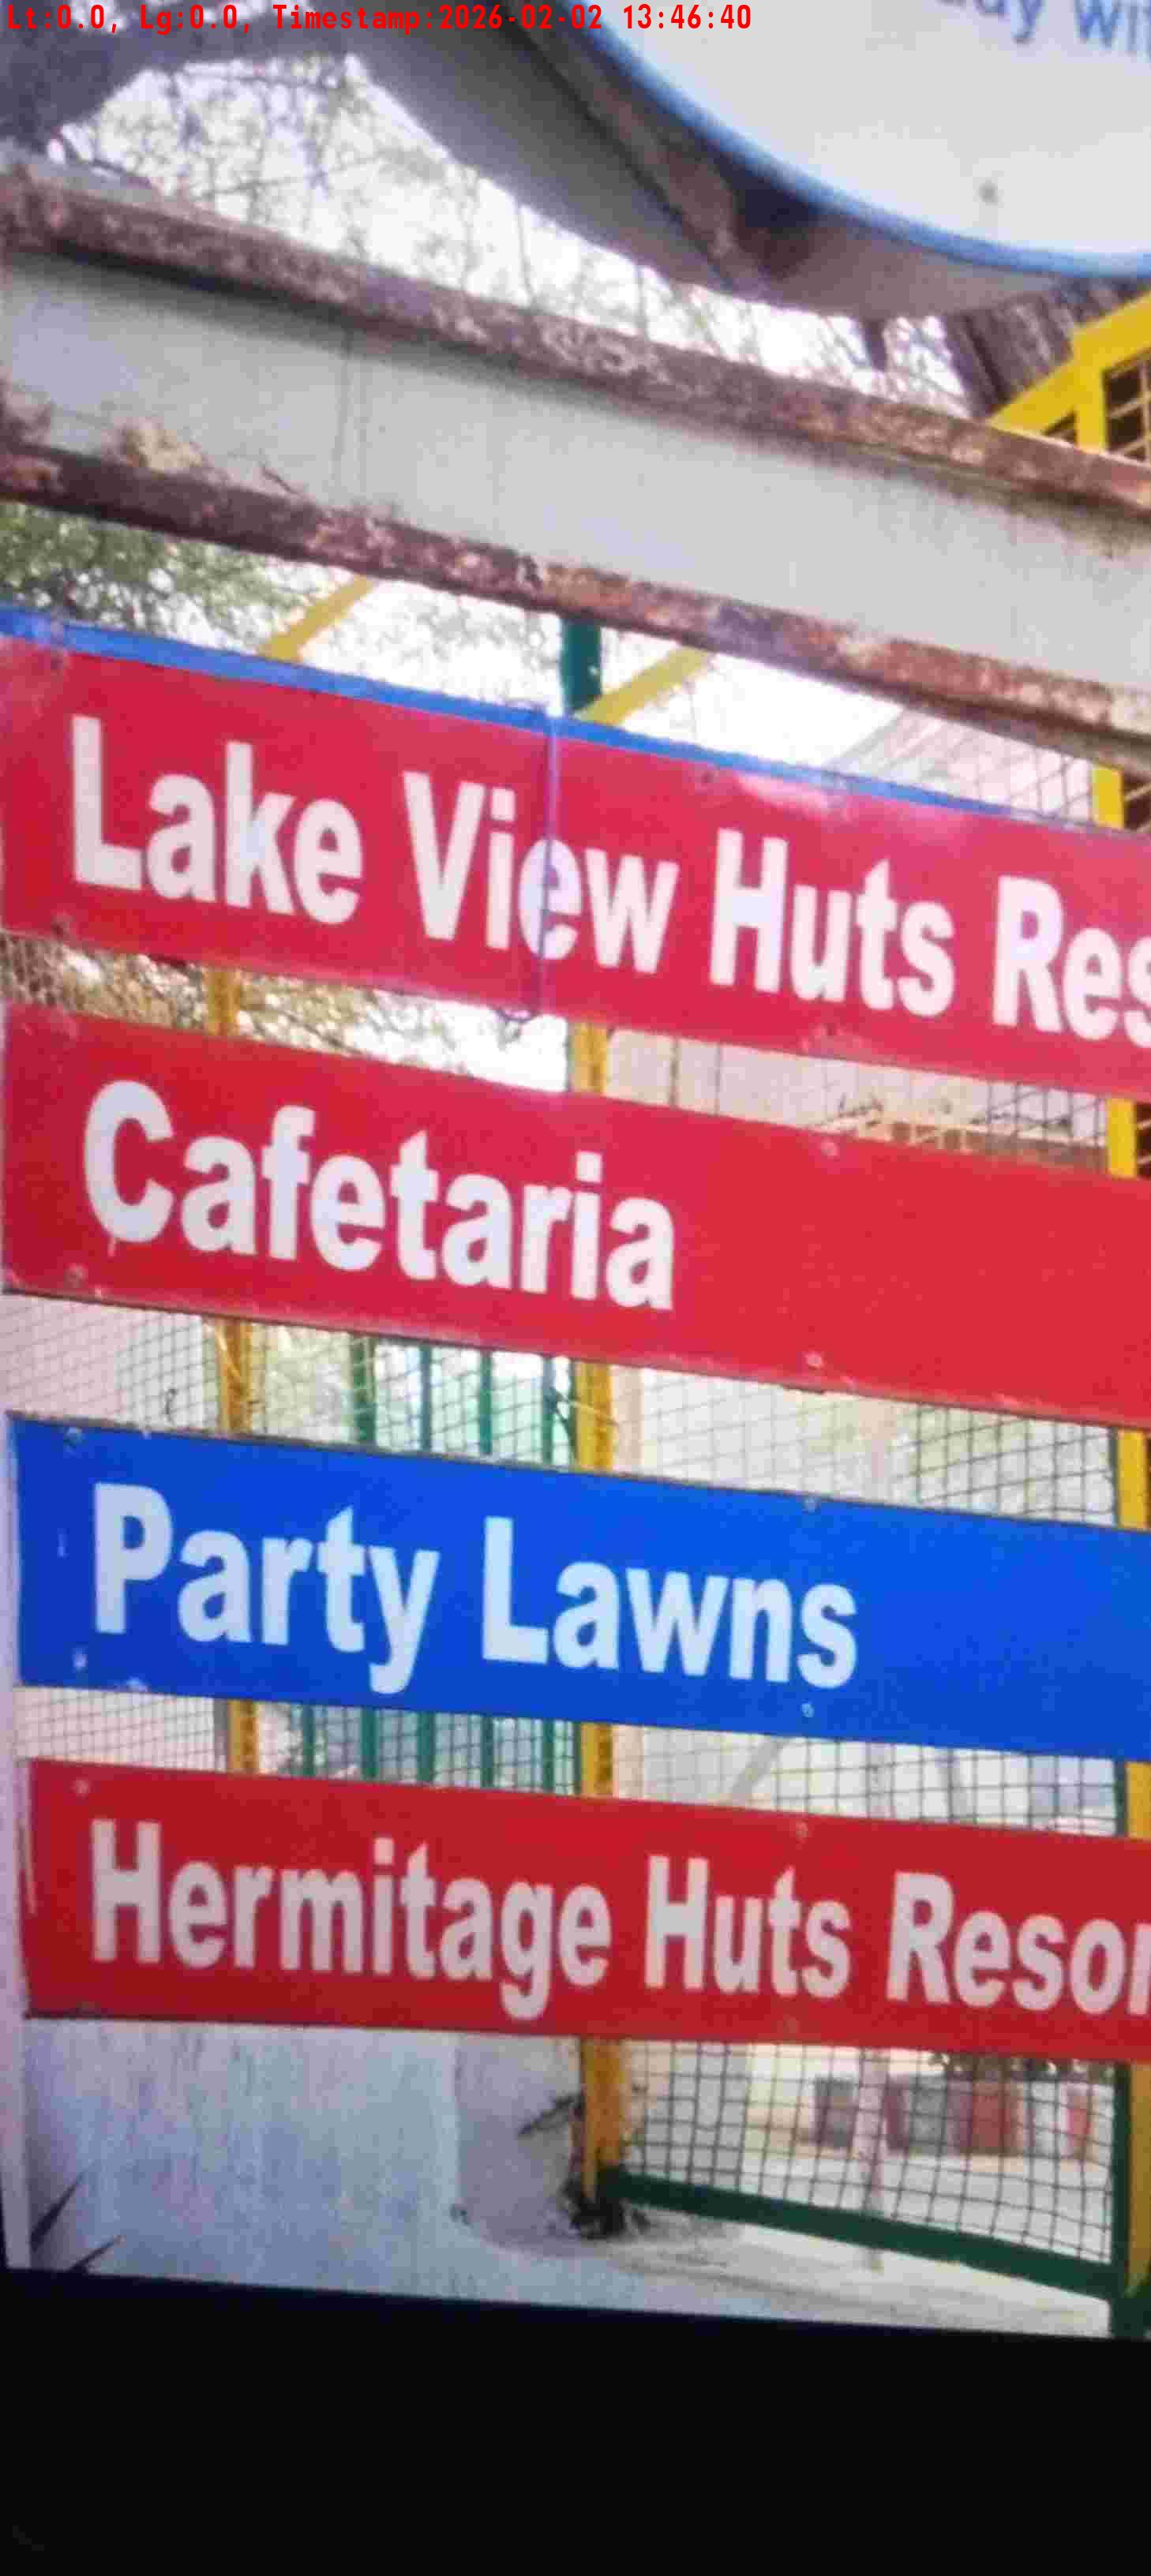 Lt:0.0, Lg:0.0, Timestamp:2026-02-02 13:46:40
Lake View Huts Res
Cafetaria
Party Lawns
Hermitage Huts Resor